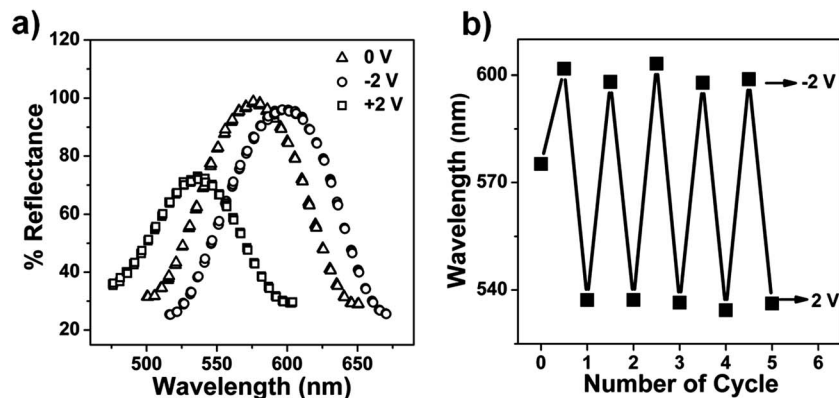 a)
120
100
80
60
40
20
% Reflectance
0 V
-2 V
+2 V
500 550 600 650
Wavelength (nm)
b)
600
570
540
Wavelength (nm)
-2 V
2 V
0 1 2 3 4 5 6
Number of Cycle